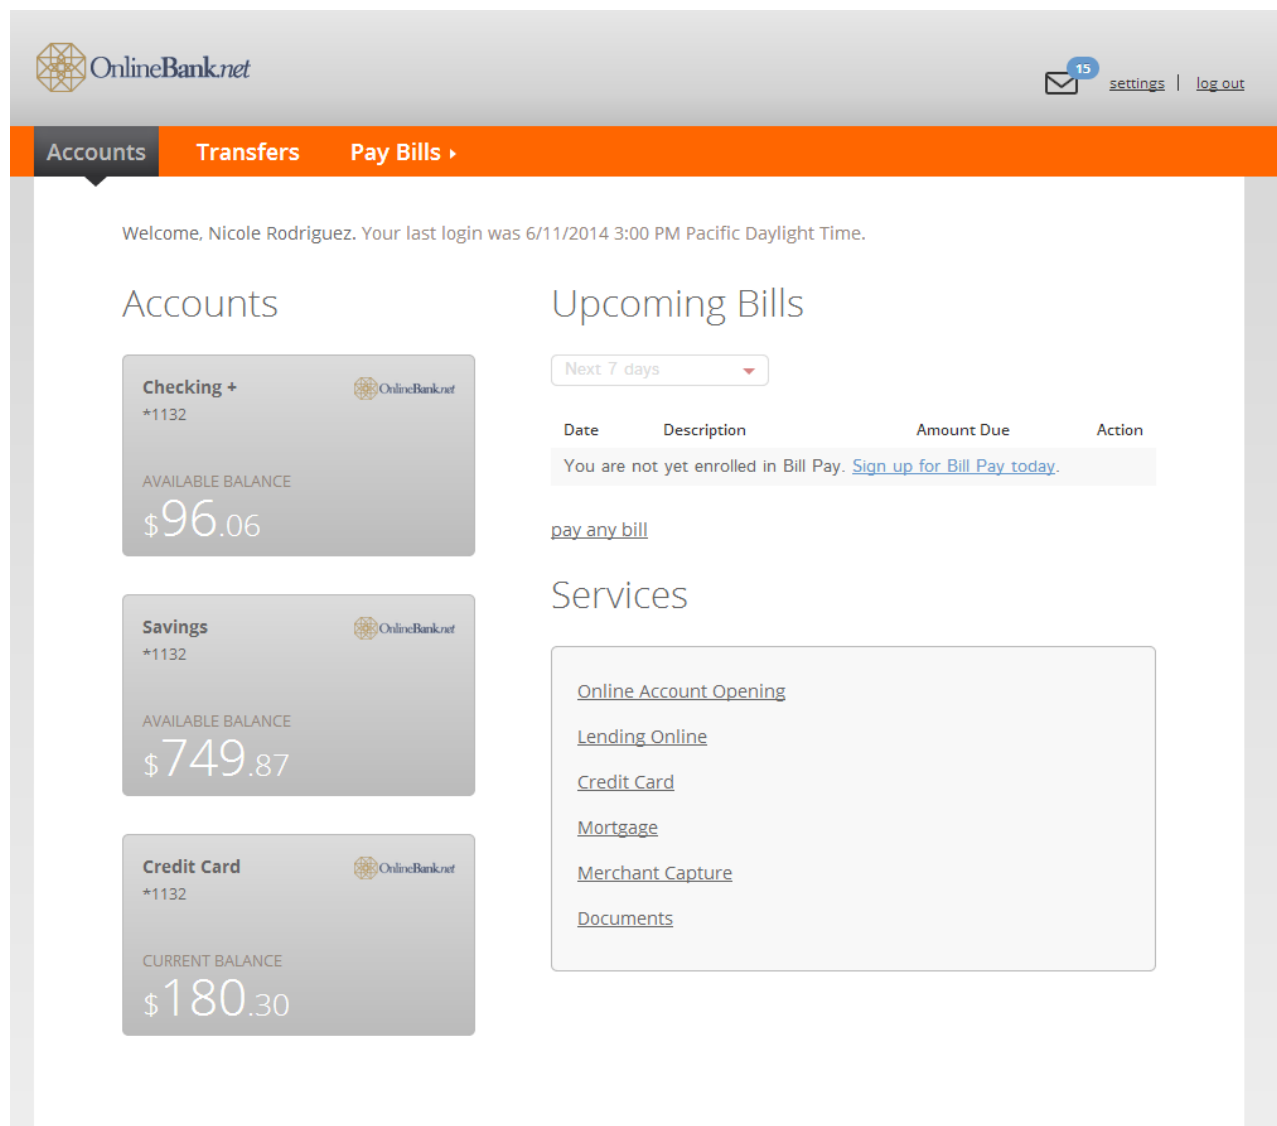 OnlineBank.net
15
settings | log out
Accounts Transfers Pay Bills
Welcome, Nicole Rodriguez. Your last login was 6/11/2014 3:00 PM Pacific Daylight Time.
Accounts
Checking +
OnlineBank.net
*1132
AVAILABLE BALANCE
$96.06
Savings
OnlineBank.net
*1132
AVAILABLE BALANCE
$749.87
Credit Card
OnlineBank.net
*1132
CURRENT BALANCE
$180.30
Upcoming Bills
Next 7 days
Date Description Amount Due Action
You are not yet enrolled in Bill Pay. Sign up for Bill Pay today.
pay any bill
Services
Online Account Opening
Lending Online
Credit Card
Mortgage
Merchant Capture
Documents